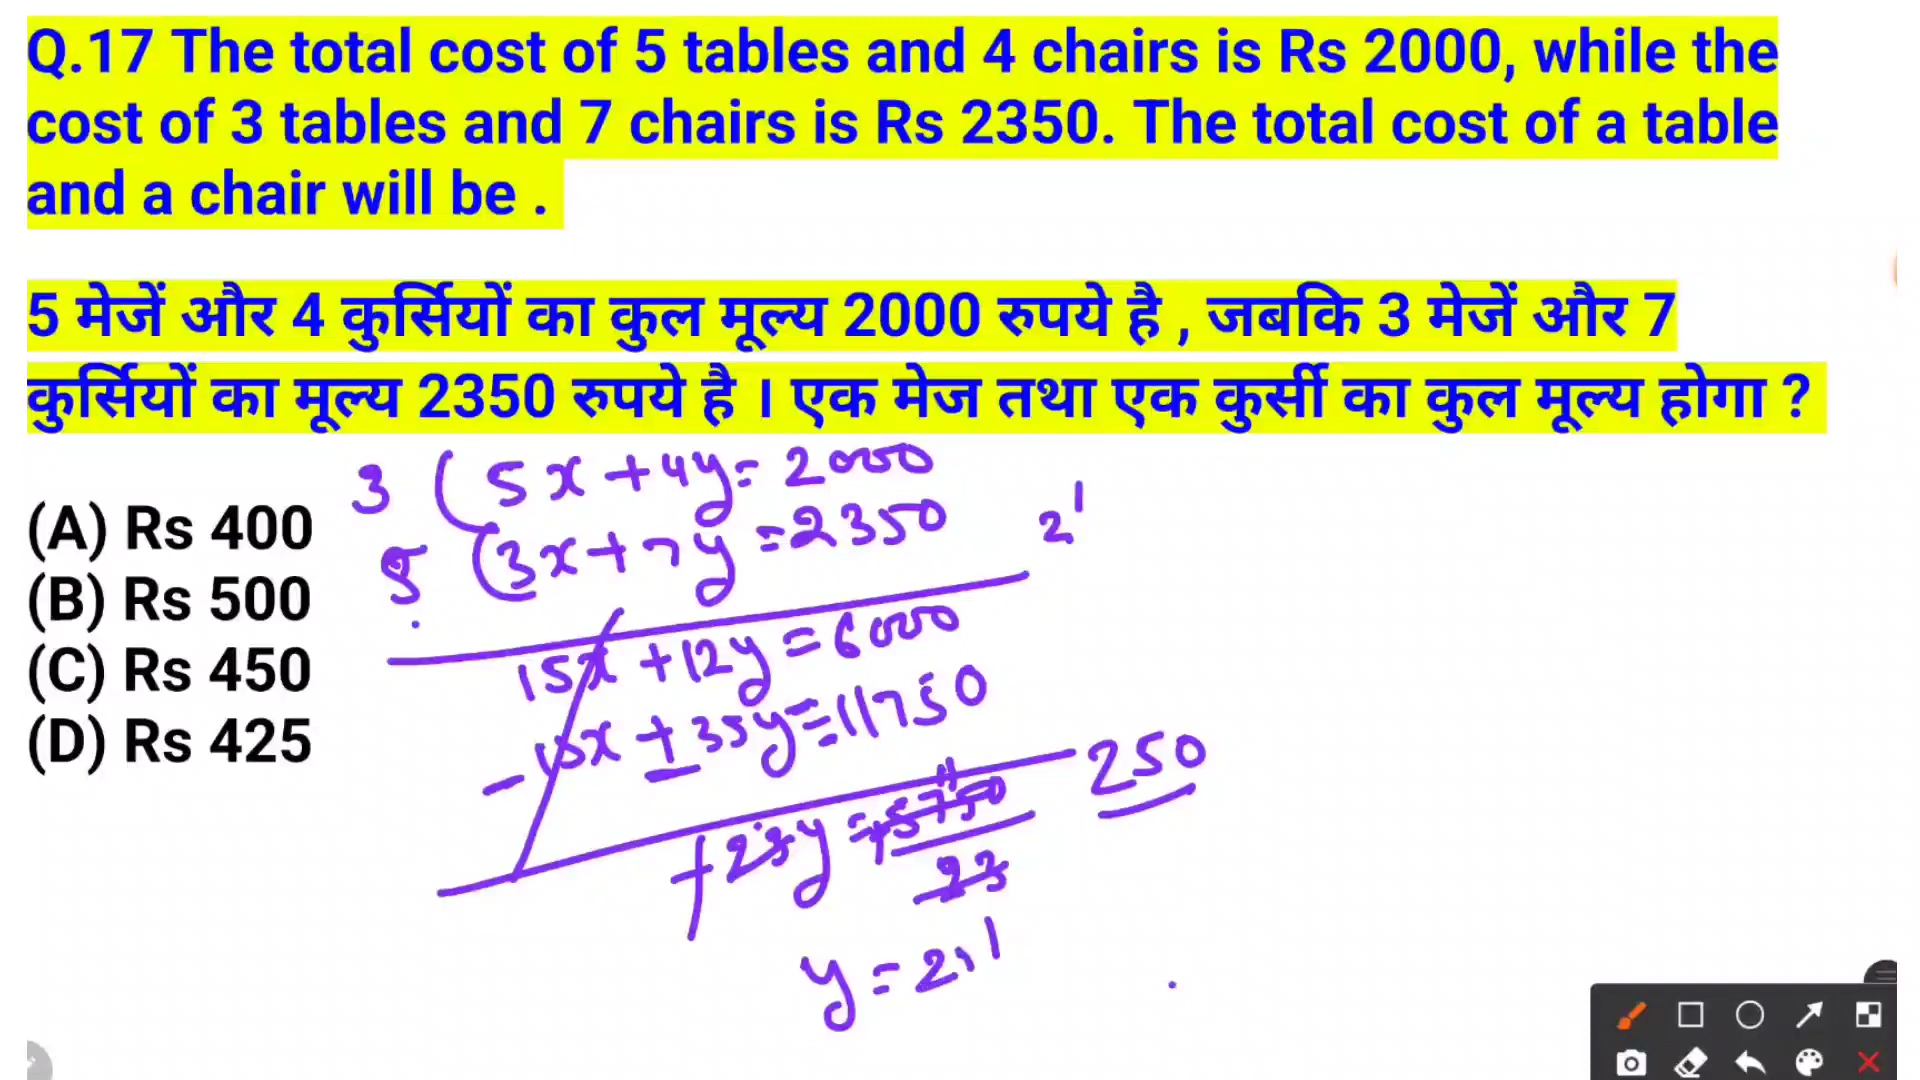 Q.17 The total cost of 5 tables and 4 chairs is Rs 2000, while the
cost of 3 tables and 7 chairs is Rs 2350. The total cost of a table
and a chair will be .
5 मेजें और 4 कुर्सियों का कुल मूल्य 2000 रुपये है , जबकि 3 मेजें और 7
कुर्सियों का मूल्य 2350 रुपये है । एक मेज तथा एक कुर्सी का कुल मूल्य होगा ?
(A) Rs 400
(B) Rs 500
(C) Rs 450
(D) Rs 425
3 (5x+4y=2000
5 (3x+7y=2350
15x+12y=6000
-15x+35y=11750
+23y=+5750
23
250